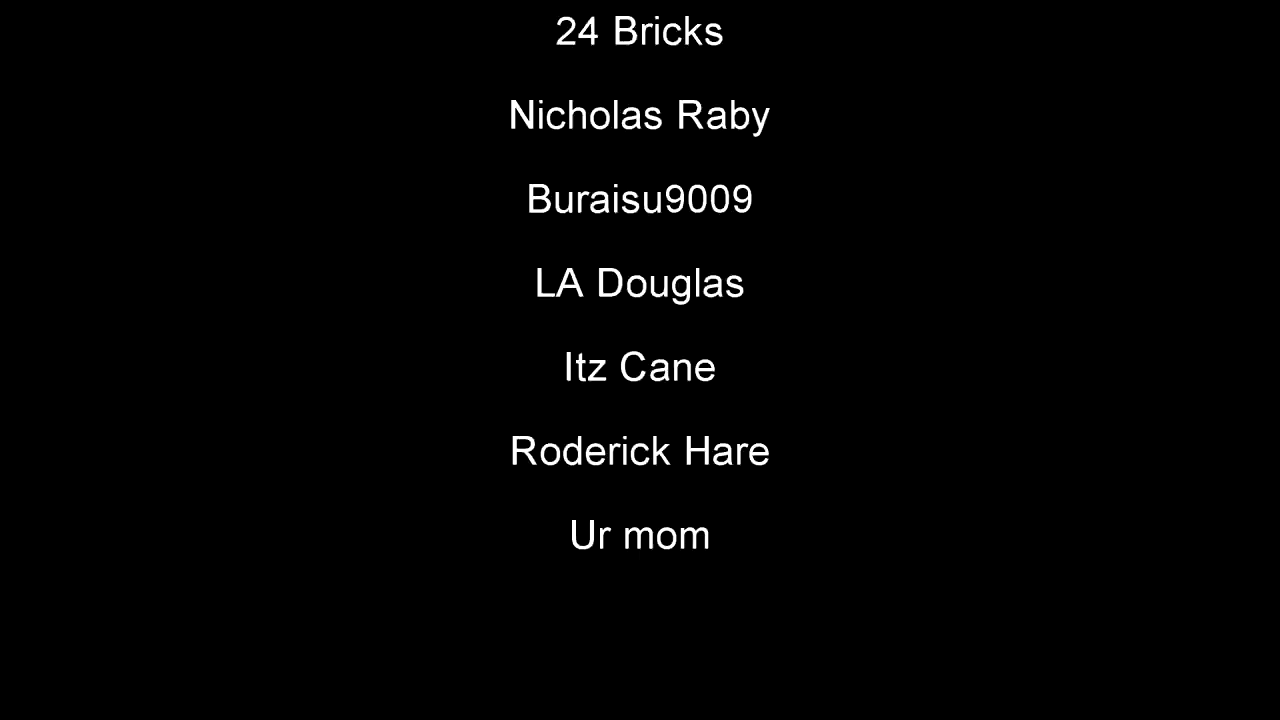 24 Bricks
Nicholas Raby
Buraisu9009
LA Douglas
Itz Cane
Roderick Hare
Ur mom